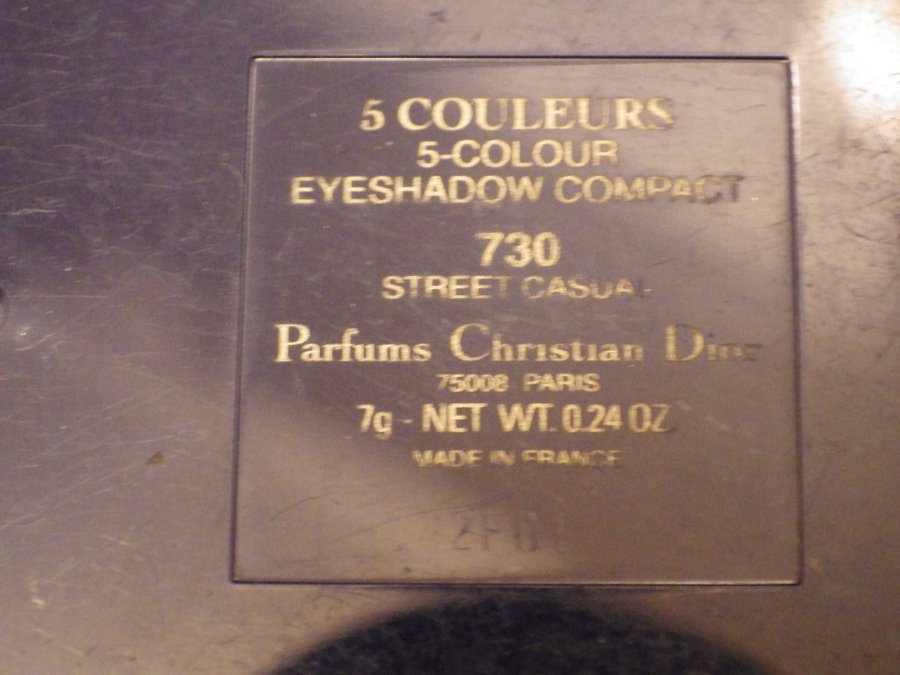 5 COULEURS
5-COLOUR
EYESHADOW COMPACT
730
STREET CASUAL
Parfums Christian Dior
75008 PARIS
7g - NET WT. 0.24 OZ
MADE IN FRANCE